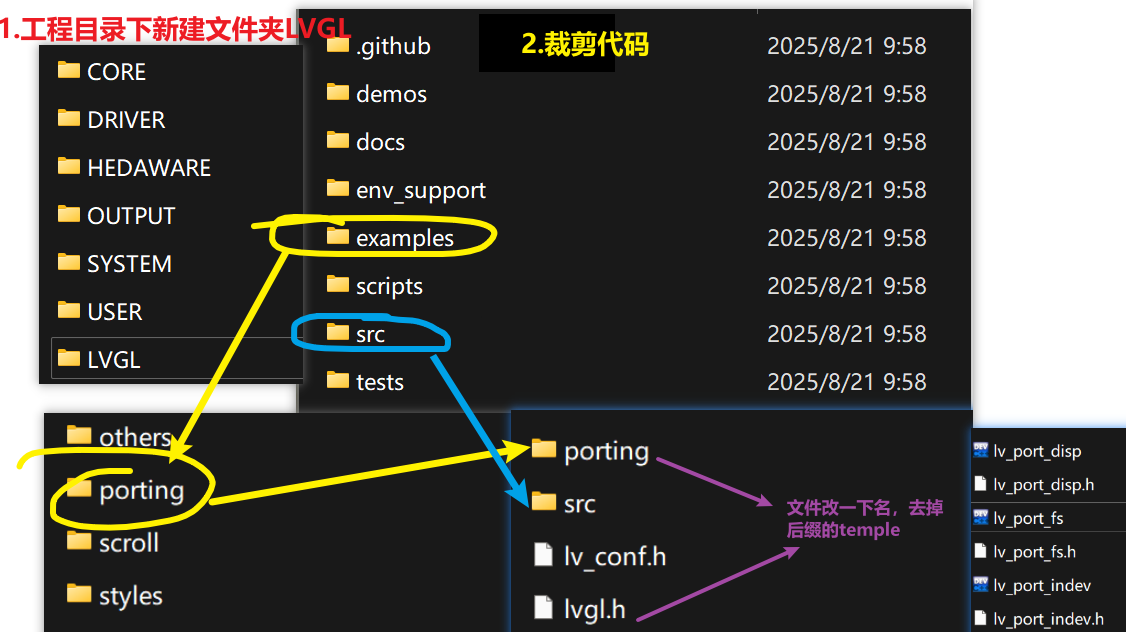 1.工程目录下新建文件夹LVGL
CORE
DRIVER
HEDAWARE
OUTPUT
SYSTEM
USER
LVGL
2.裁剪代码
.github 2025/8/21 9:58
demos 2025/8/21 9:58
docs 2025/8/21 9:58
env_support 2025/8/21 9:58
examples 2025/8/21 9:58
scripts 2025/8/21 9:58
src 2025/8/21 9:58
tests 2025/8/21 9:58
others
porting
scroll
styles
porting
src
lv_conf.h
lvgl.h
文件改一下名，去掉
后缀的temple
lv_port_disp
lv_port_disp.h
lv_port_fs
lv_port_fs.h
lv_port_indev
lv_port_indev.h